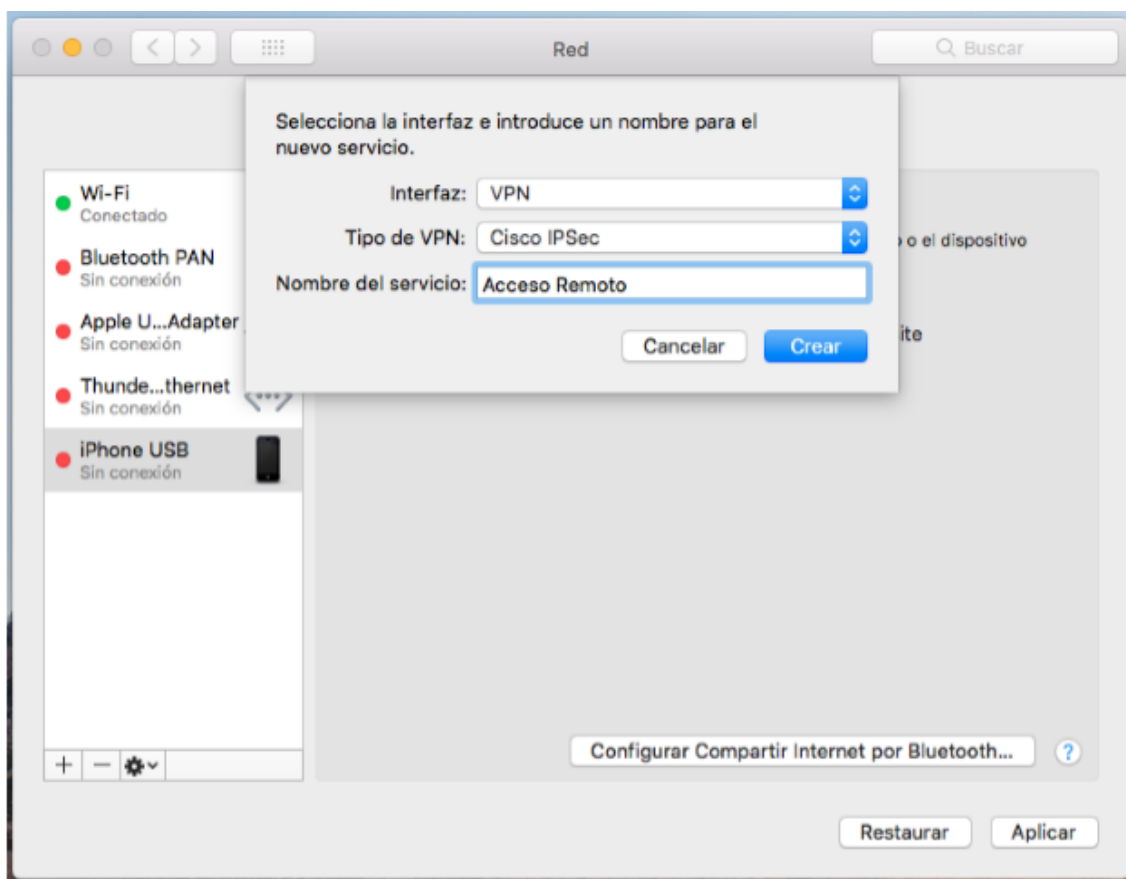 Red
Buscar
Selecciona la interfaz e introduce un nombre para el
nuevo servicio.
Interfaz: VPN
Tipo de VPN: Cisco IPSec
Nombre del servicio: Acceso Remoto
Cancelar Crear
Wi-Fi
Conectado
Bluetooth PAN
Sin conexión
Apple U...Adapter
Sin conexión
Thunde...thernet
Sin conexión
iPhone USB
Sin conexión
o el dispositivo
ite
Configurar Compartir Internet por Bluetooth... ?
Restaurar Aplicar